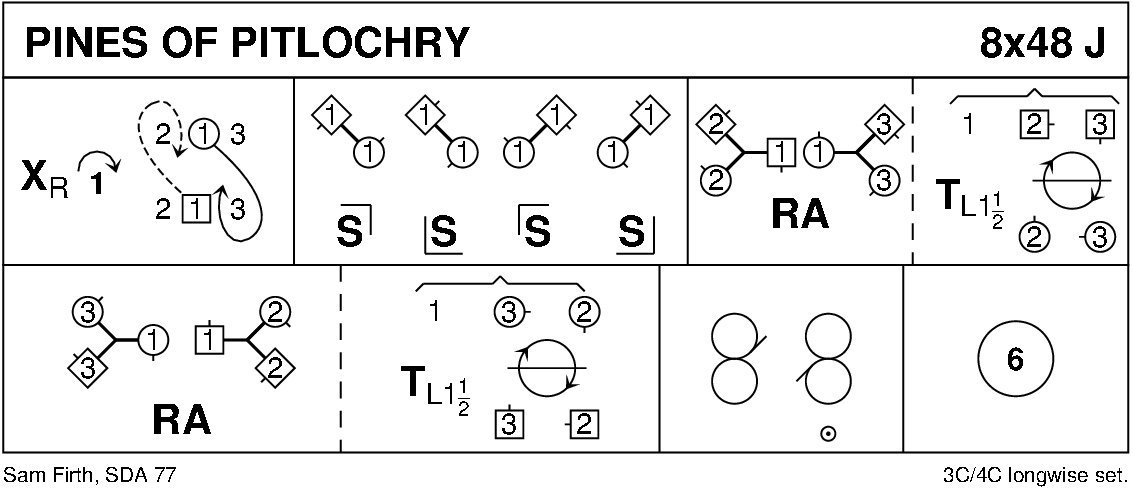 PINES OF PITLOCHRY 8x48 J
XR 1 2 1 3
2 1 3
1 1 1 1
1 1 1 1
S S S S
2 1 1 3
2 3
RA
1 2 3
TL1½
2 3
3 1 1 2
3 2
RA
1 3 2
TL1½
3 2
6
Sam Firth, SDA 77 3C/4C longwise set.